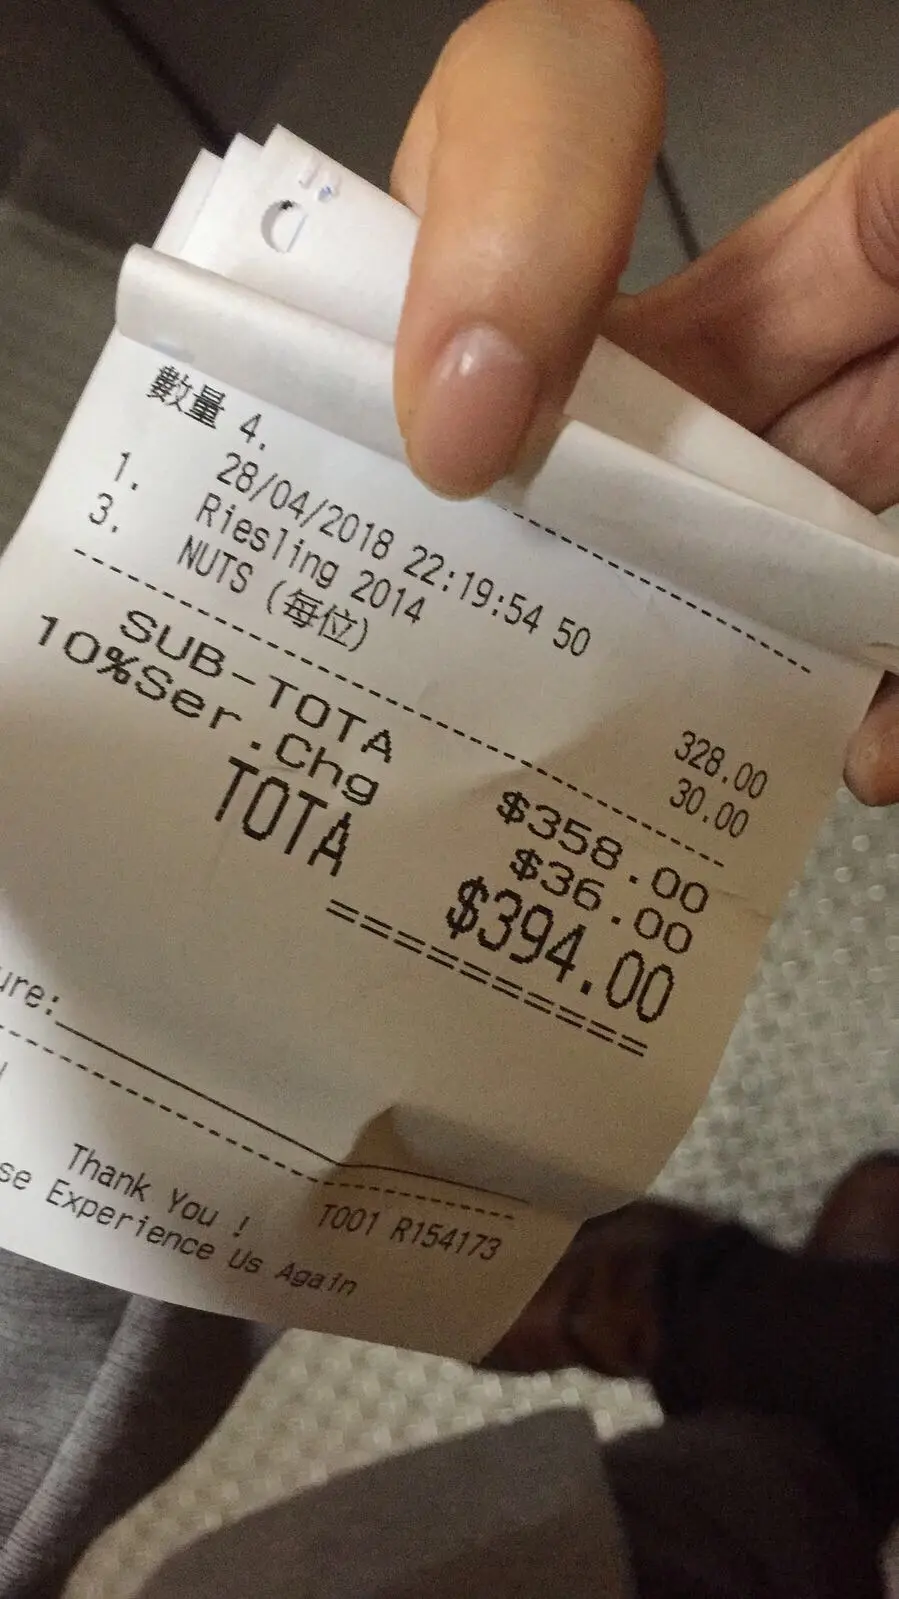 數量 4.
28/04/2018 22:19:54 50
1. Riesling 2014 328.00
3. NUTS (每位) 30.00
SUB-TOTA $358.00
10%Ser.Chg $36.00
TOTA $394.00
==========
ure:
Thank You ! T001 R154173
se Experience Us Again